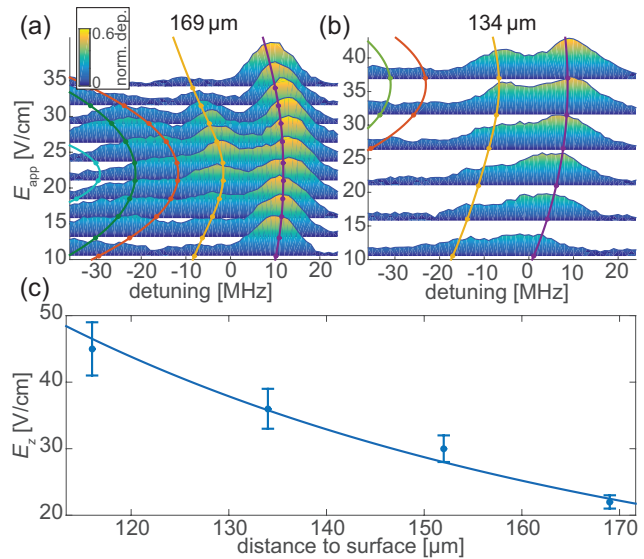 (a) 169 µm
0.6
0
norm. dep.
E_app [V/cm]
35
30
25
20
15
10
-30 -20 -10 0 10 20
detuning [MHz]
(b) 134 µm
40
35
30
25
20
15
10
-30 -20 -10 0 10 20
detuning [MHz]
(c)
E_z [V/cm]
50
40
30
20
120 130 140 150 160 170
distance to surface [µm]